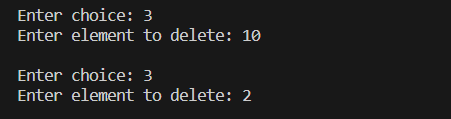 Enter choice: 3
Enter element to delete: 10
Enter choice: 3
Enter element to delete: 2